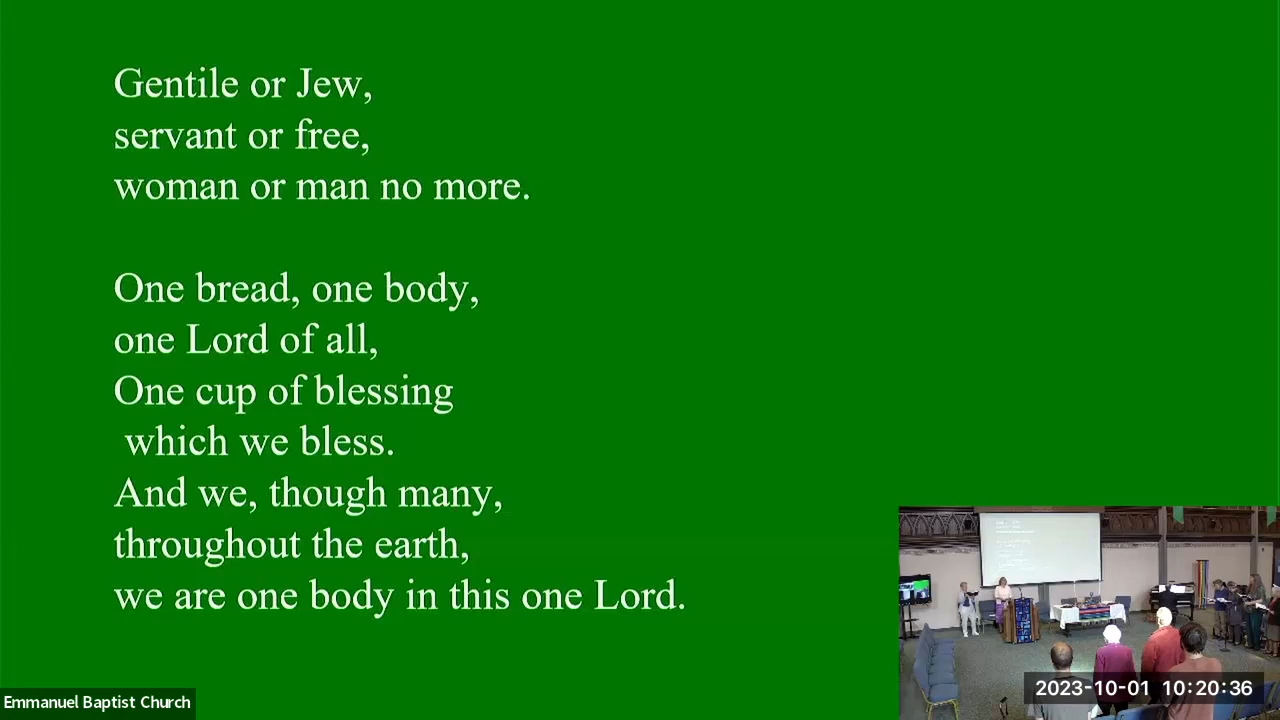 Gentile or Jew,
servant or free,
woman or man no more.
One bread, one body,
one Lord of all,
One cup of blessing
which we bless.
And we, though many,
throughout the earth,
we are one body in this one Lord.
Emmanuel Baptist Church
2023-10-01 10:20:36